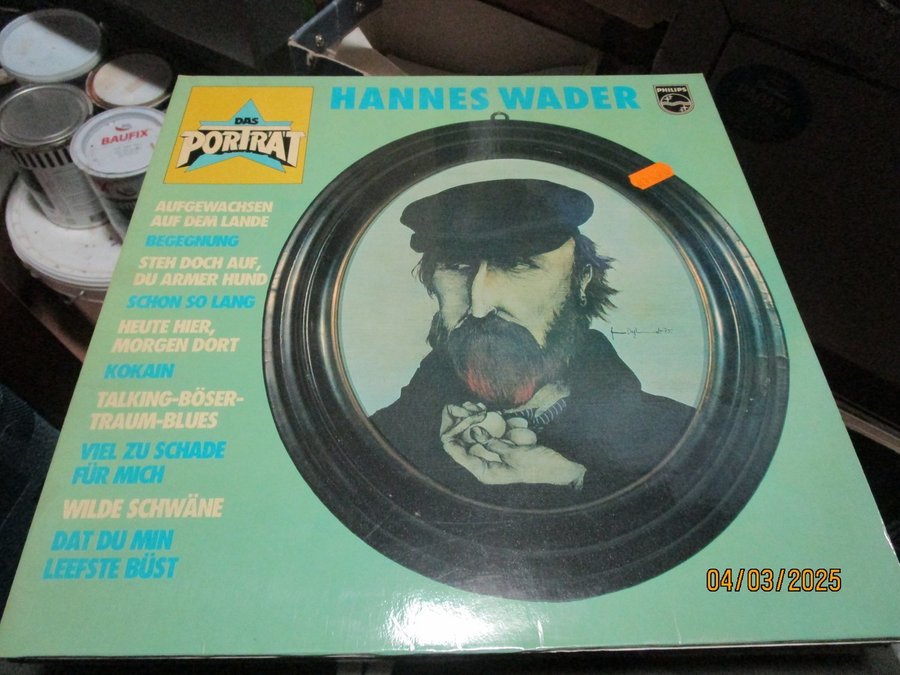 HANNES WADER
PHILIPS
DAS
PORTRÄT
BAUFIX
AUFGEWACHSEN
AUF DEM LANDE
BEGEGNUNG
STEH DOCH AUF,
DU ARMER HUND
SCHON SO LANG
HEUTE HIER,
MORGEN DORT
KOKAIN
TALKING-BÖSER-
TRAUM-BLUES
VIEL ZU SCHADE
FÜR MICH
WILDE SCHWÄNE
DAT DU MIN
LEEFSTE BÜST
04/03/2025